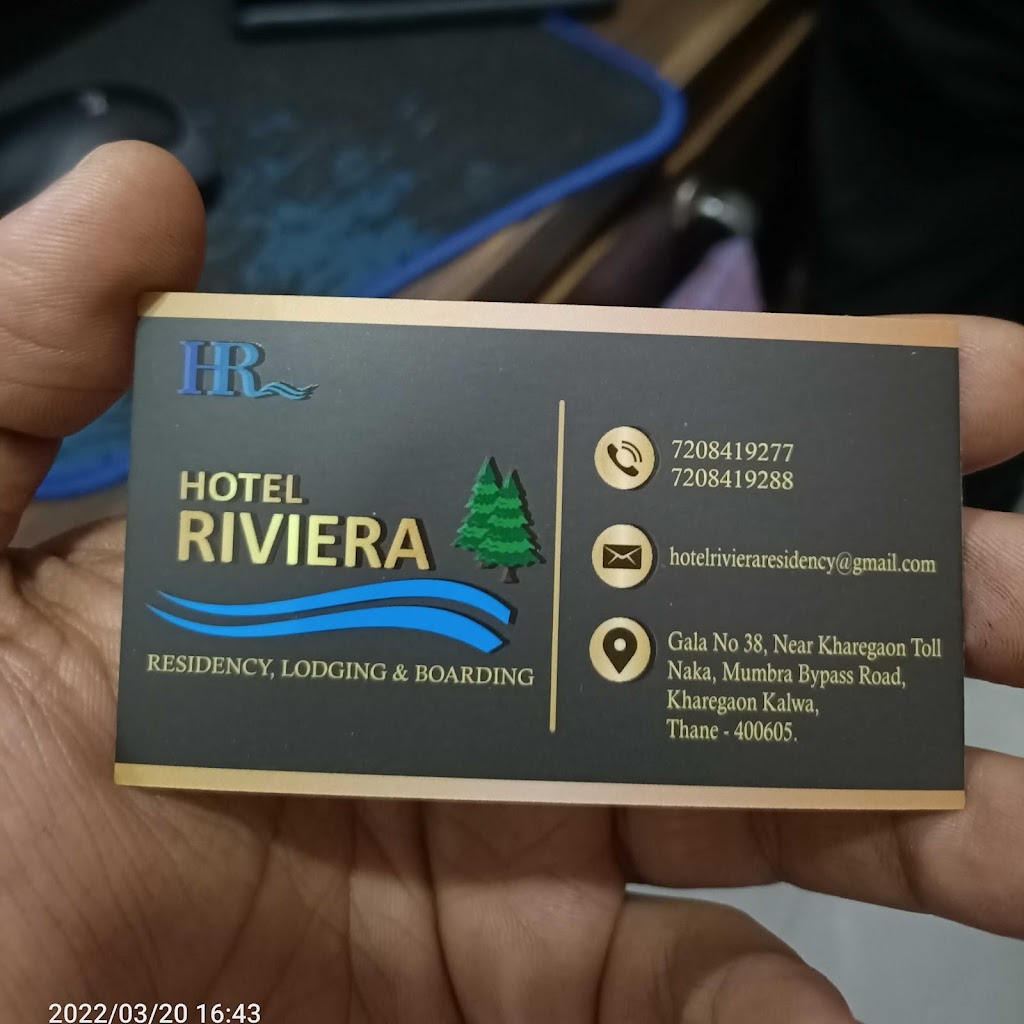 HR
HOTEL
RIVIERA
RESIDENCY, LODGING & BOARDING
7208419277
7208419288
hotelrivieraresidency@gmail.com
Gala No 38, Near Kharegaon Toll
Naka, Mumbra Bypass Road,
Kharegaon Kalwa,
Thane - 400605.
2022/03/20 16:43